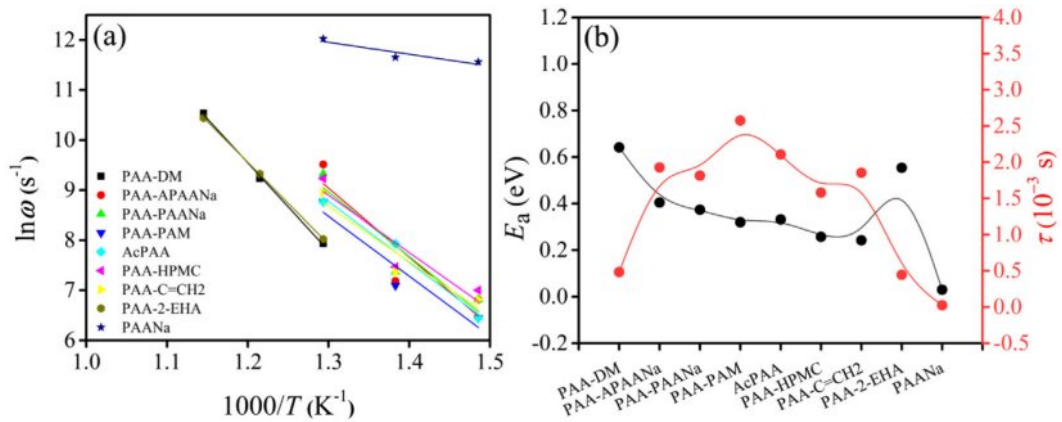 (a)
12
11
10
9
8
7
6
lnω (s⁻¹)
PAA-DM
PAA-APAANa
PAA-PAANa
PAA-PAM
AcPAA
PAA-HPMC
PAA-C=CH2
PAA-2-EHA
PAANa
1.0 1.1 1.2 1.3 1.4 1.5
1000/T (K⁻¹)
(b)
1.2
1.0
0.8
0.6
0.4
0.2
0.0
-0.2
Eₐ (eV)
4.0
3.5
3.0
2.5
2.0
1.5
1.0
0.5
0.0
-0.5
τ (10⁻³ s)
PAA-DM
PAA-APAANa
PAA-PAANa
PAA-PAM
AcPAA
PAA-HPMC
PAA-C=CH2
PAA-2-EHA
PAANa